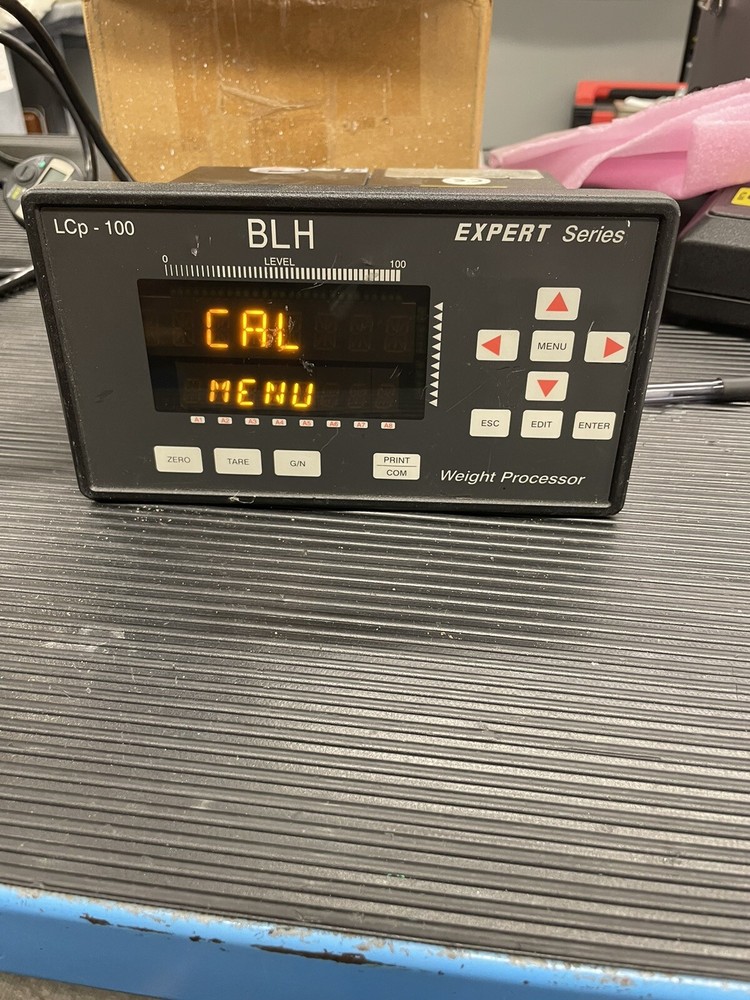 LCp - 100
BLH
EXPERT Series
0 LEVEL 100
CAL
MENU
MENU
ESC EDIT ENTER
A1 A2 A3 A4 A5 A6 A7 A8
ZERO TARE G/N PRINT
COM
Weight Processor